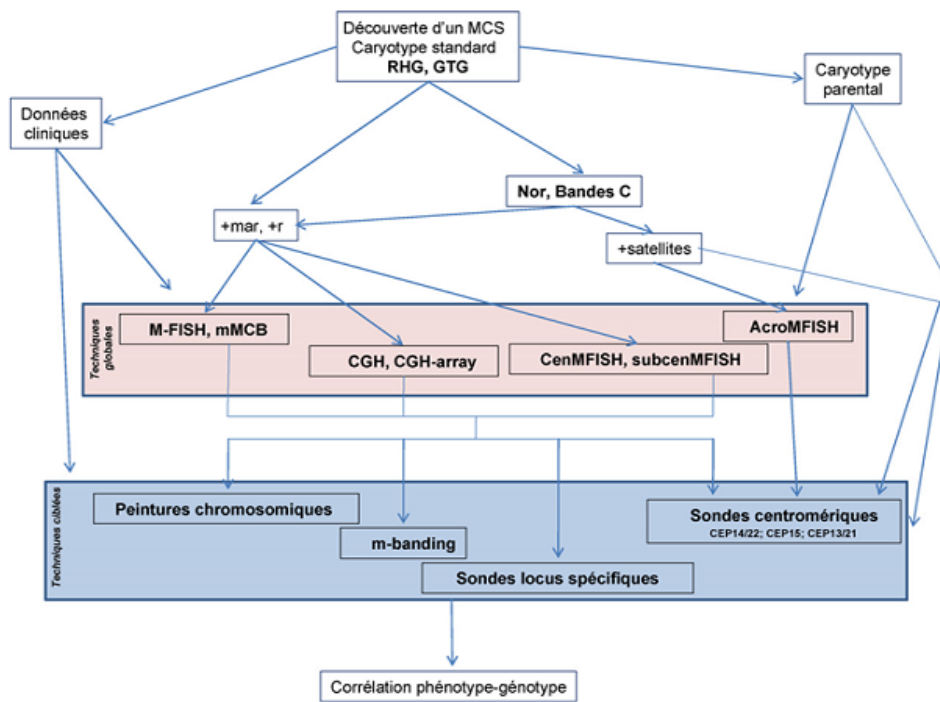 Découverte d'un MCS
Caryotype standard
RHG, GTG
Caryotype
parental
Données
cliniques
Nor, Bandes C
+mar, +r
+satellites
Techniques
globales
M-FISH, mMCB
AcroMFISH
CGH, CGH-array
CenMFISH, subcenMFISH
Techniques ciblées
Peintures chromosomiques
Sondes centromériques
CEP14/22; CEP15; CEP13/21
m-banding
Sondes locus spécifiques
Corrélation phénotype-génotype